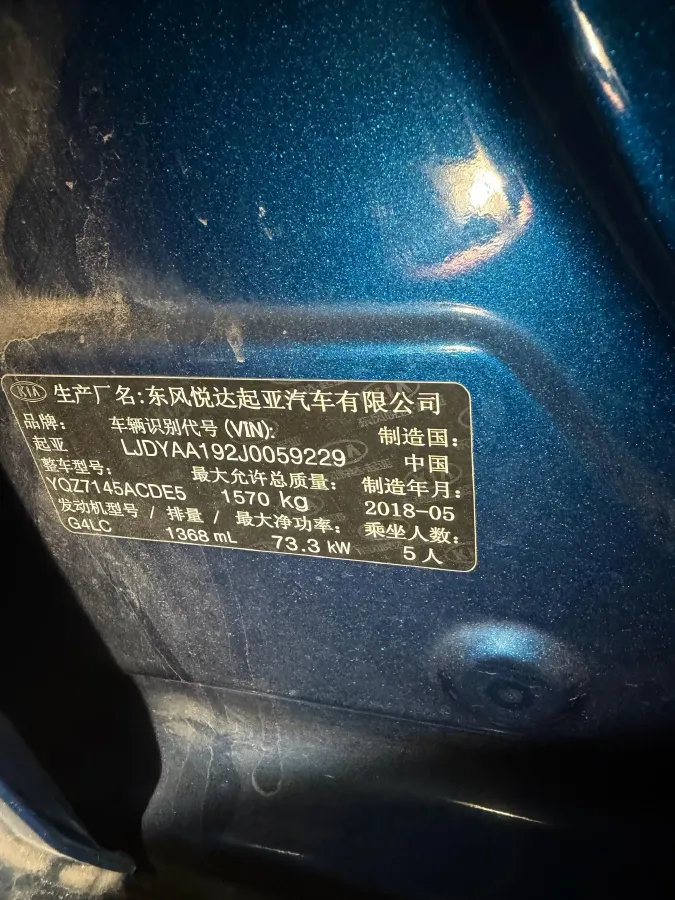 KIA 生产厂名:东风悦达起亚汽车有限公司
品牌: 车辆识别代号(VIN): 制造国:
起亚 LJDYAA192J0059229 中国
整车型号: 最大允许总质量: 制造年月:
YQZ7145ACDE5 1570 kg 2018-05
发动机型号 / 排量 / 最大净功率: 乘坐人数:
G4LC 1368 mL 73.3 kW 5人